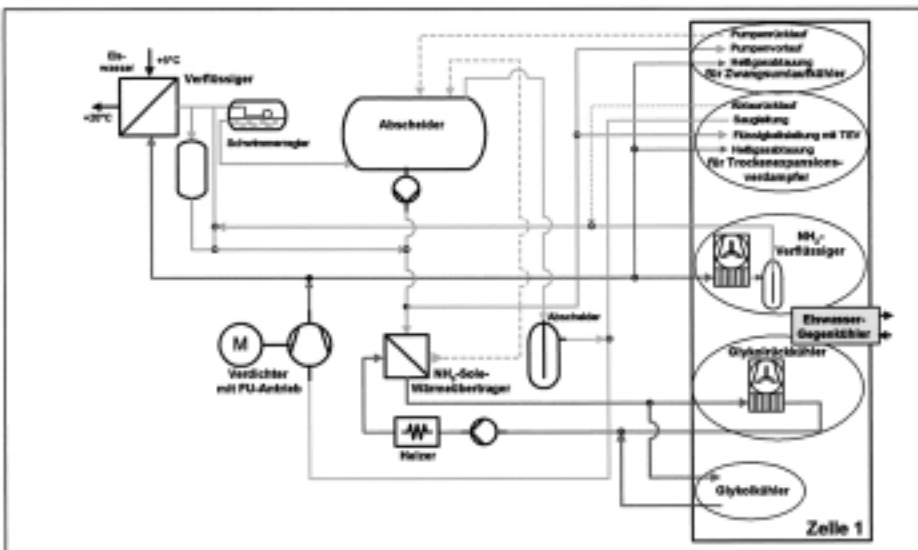 Eis-
wasser
+5°C
Verflüssiger
+20°C
Schwimmerregler
Abscheider
Pumpenrücklauf
Pumpenvorlauf
Heißgasabtauung
für Zwangsumlaufkühler
Saugleitung
Flüssigkeitsleitung mit TEV
Heißgasabtauung
für Trockenexpansions-
verdampfer
NH₃-
Verflüssiger
Eiswasser-
Gegenkühler
Abscheider
M
Verdichter
mit FU-Antrieb
NH₃-Sole-
Wärmeübertrager
Heizer
Glykolrückkühler
Glykolkühler
Zelle 1